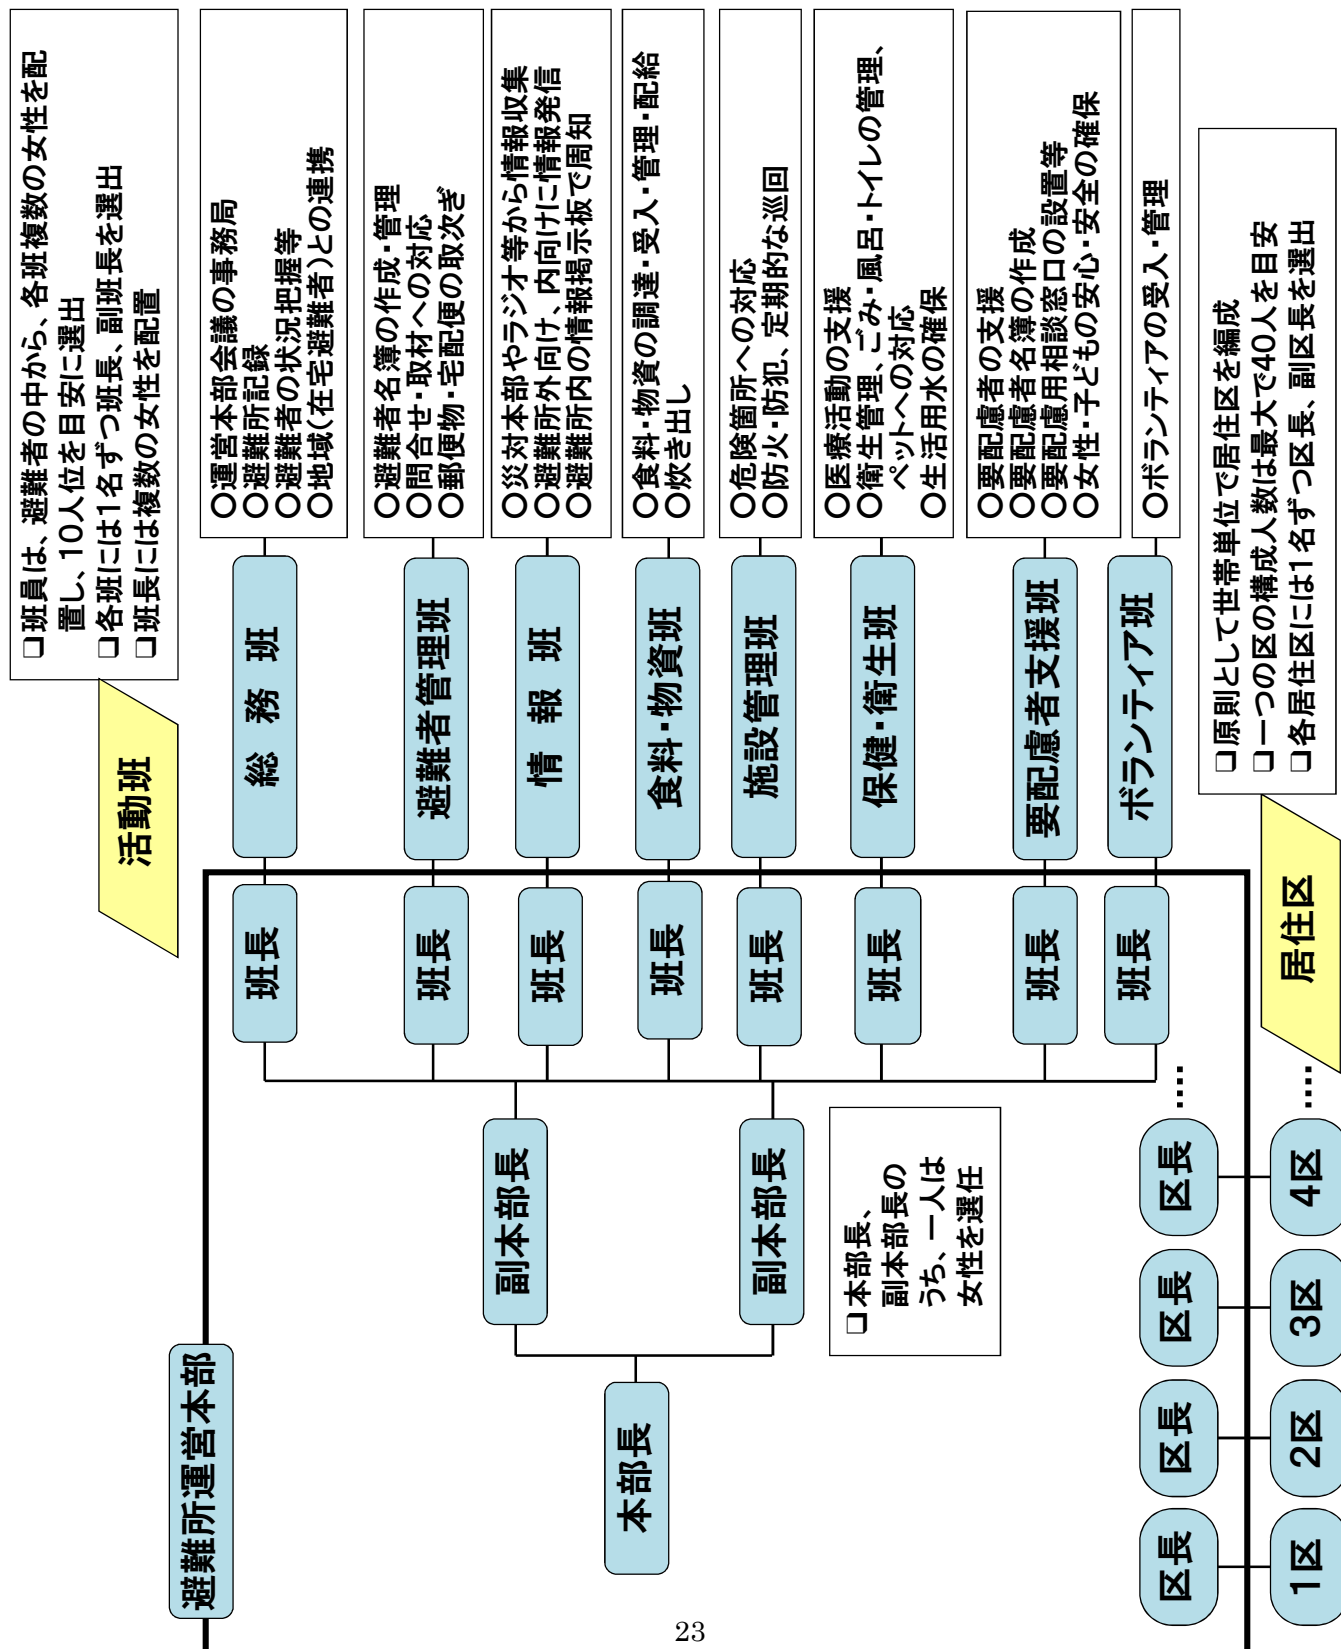 避難所運営本部
本部長
副本部長
副本部長
❑本部長、
副本部長の
うち、一人は
女性を選任
活動班
❑班員は、避難者の中から、各班複数の女性を配
置し、10人位を目安に選出
❑各班には1名ずつ班長、副班長を選出
❑班長には複数の女性を配置
班長
総　務　班
○運営本部会議の事務局
○避難所記録
○避難者の状況把握等
○地域(在宅避難者)との連携
班長
避難者管理班
○避難者名簿の作成・管理
○問合せ・取材への対応
○郵便物・宅配便の取次ぎ
班長
情　報　班
○災対本部やラジオ等から情報収集
○避難所外向け、内向けに情報発信
○避難所内の情報掲示板で周知
班長
食料・物資班
○食料・物資の調達・受入・管理・配給
○炊き出し
班長
施設管理班
○危険箇所への対応
○防火・防犯、定期的な巡回
班長
保健・衛生班
○医療活動の支援
○衛生管理、ごみ・風呂・トイレの管理、
ペットへの対応
○生活用水の確保
班長
要配慮者支援班
○要配慮者の支援
○要配慮者名簿の作成
○要配慮用相談窓口の設置等
○女性・子どもの安心・安全の確保
班長
ボランティア班
○ボランティアの受入・管理
区長
区長
区長
区長
‥‥
1区
2区
3区
4区
‥‥
居住区
❑原則として世帯単位で居住区を編成
❑一つの区の構成人数は最大で40人を目安
❑各居住区には1名ずつ区長、副区長を選出
23